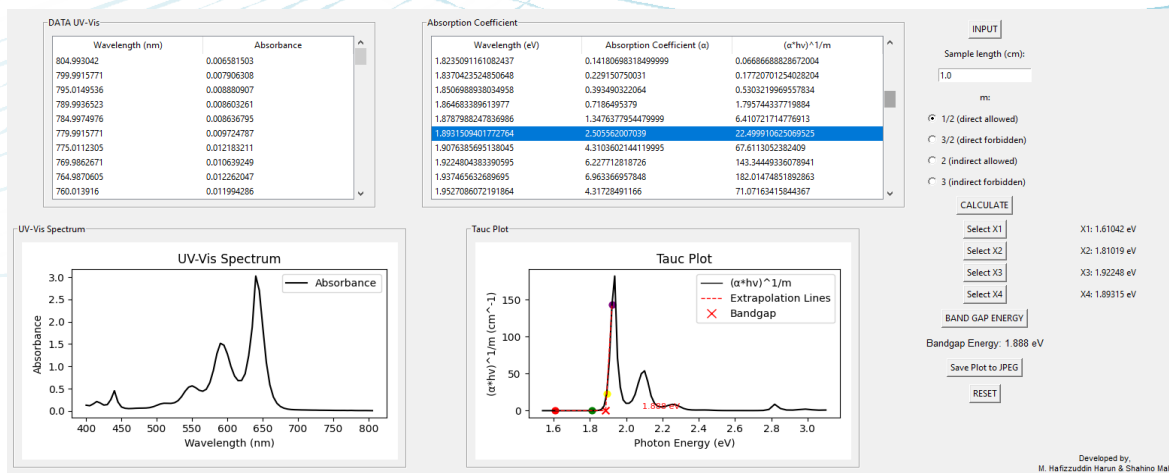 DATA UV-Vis
Wavelength (nm) Absorbance
804.993042 0.006581503
799.9915771 0.007906308
795.0149536 0.008880907
789.9936523 0.008603261
784.9974976 0.008636795
779.9915771 0.009724787
775.0112305 0.012183211
769.9862671 0.010639249
764.9870605 0.012262047
760.013916 0.011994286
Absorption Coefficient
Wavelength (eV) Absorption Coefficient (α) (α*hv)^1/m
1.8235091161082437 0.14180698318499999 0.06686688828672004
1.8370423524850648 0.229150750031 0.17720701254028204
1.8506988938034958 0.393490322064 0.5303219969557834
1.864683389613977 0.7186495379 1.795744337719884
1.8787988247839986 1.3476377954479999 6.410721714776913
1.8931509401772764 2.505562007039 22.499910625069525
1.9076385695138045 4.3103602144119995 67.6113052382409
1.9224804383390595 6.227712818726 143.34449336078941
1.937465632689695 6.963366957848 182.01474851892863
1.9527086072191864 4.31728491166 71.07163415844367
INPUT
Sample length (cm):
1.0
m:
1/2 (direct allowed)
3/2 (direct forbidden)
2 (indirect allowed)
3 (indirect forbidden)
CALCULATE
Select X1 X1: 1.61042 eV
Select X2 X2: 1.81019 eV
Select X3 X3: 1.92248 eV
Select X4 X4: 1.89315 eV
BAND GAP ENERGY
Bandgap Energy: 1.888 eV
Save Plot to JPEG
RESET
UV-Vis Spectrum
UV-Vis Spectrum
Absorbance
3.0
2.5
2.0
1.5
1.0
0.5
0.0
Absorbance
400 450 500 550 600 650 700 750 800
Wavelength (nm)
Tauc Plot
Tauc Plot
(α*hv)^1/m
Extrapolation Lines
Bandgap
150
100
50
0
(α*hv)^1/m (cm^-1)
1.888 eV
1.6 1.8 2.0 2.2 2.4 2.6 2.8 3.0
Photon Energy (eV)
Developed by,
M. Hafizzuddin Harun & Shahino Mah